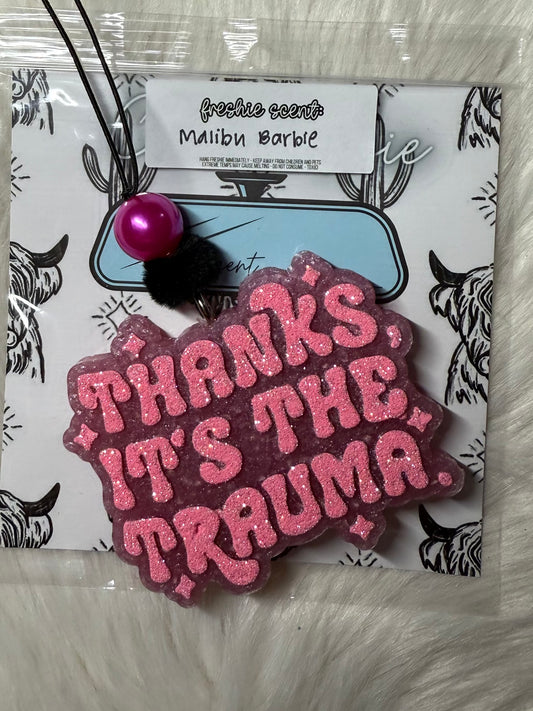 freshie scent:
Malibu Barbie
HANG FRESHIE IMMEDIATELY - KEEP AWAY FROM CHILDREN AND PETS
EXTREME TEMPS MAY CAUSE MELTING - DO NOT CONSUME - TOXIC!
THANKS,
IT'S THE
TRAUMA.